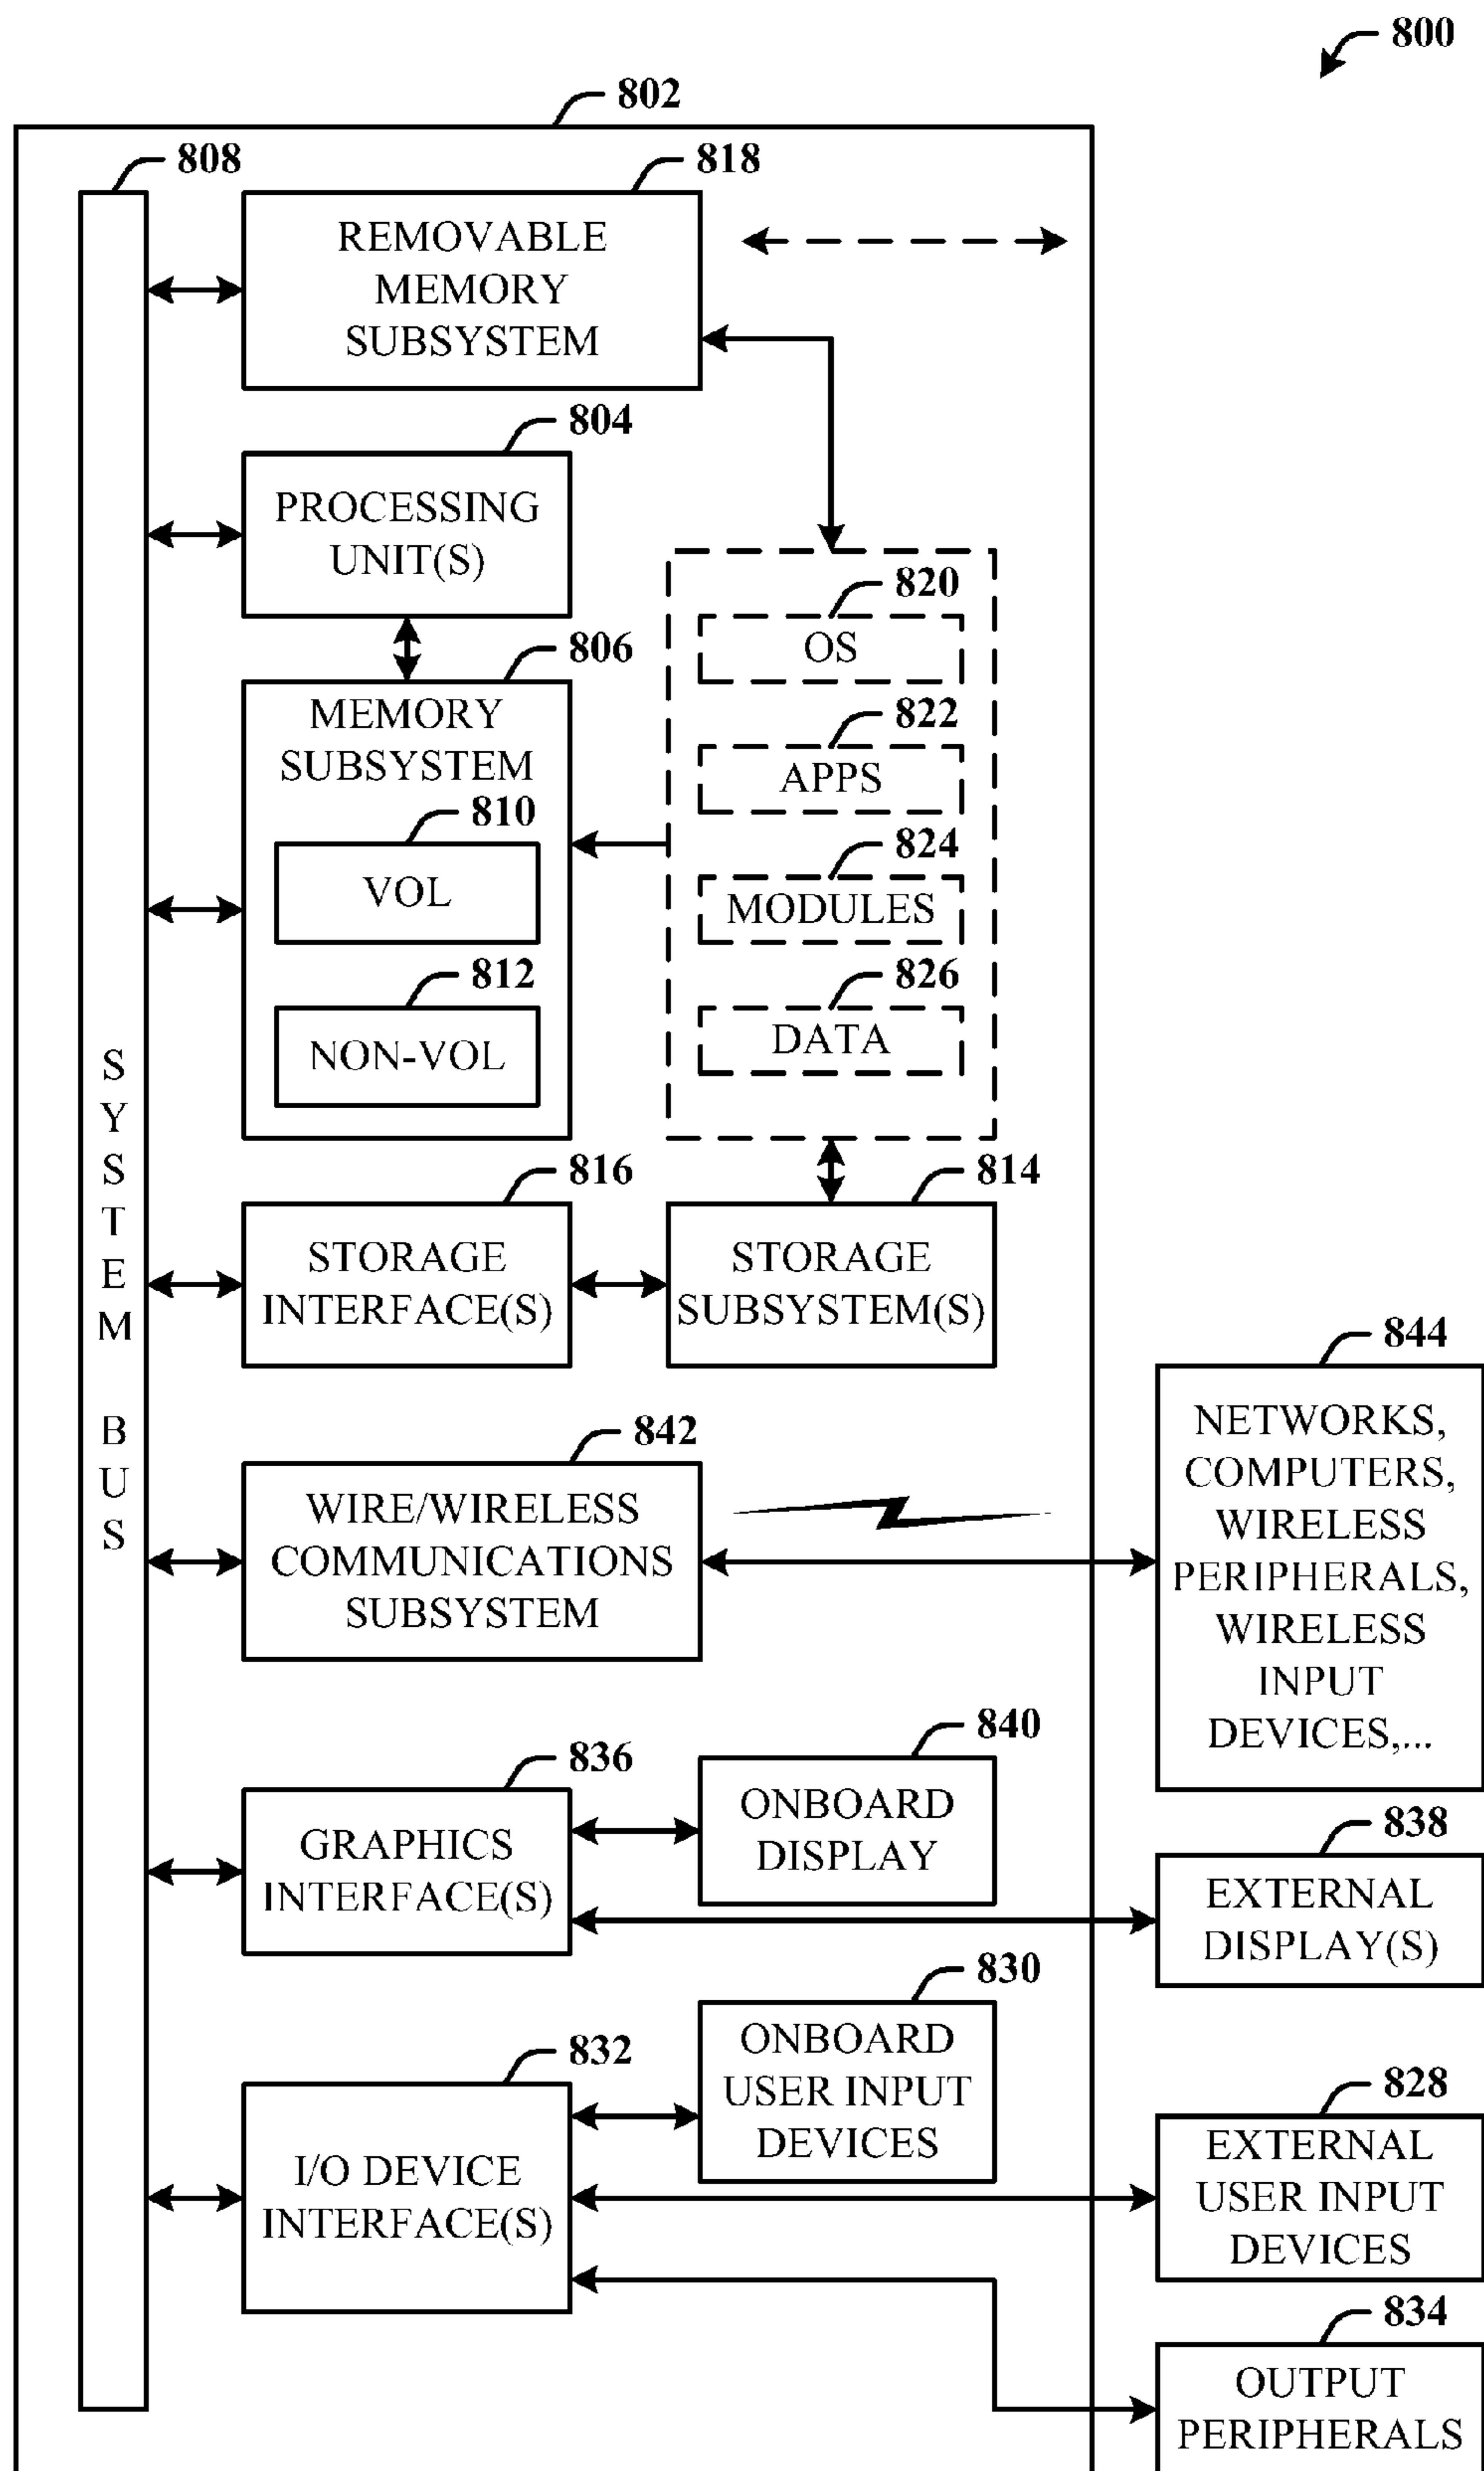 800
802
808
818
REMOVABLE
MEMORY
SUBSYSTEM
804
PROCESSING
UNIT(S)
806
MEMORY
SUBSYSTEM
810
VOL
812
NON-VOL
820
OS
822
APPS
824
MODULES
826
DATA
SYSTEM BUS
816
STORAGE
INTERFACE(S)
814
STORAGE
SUBSYSTEM(S)
842
WIRE/WIRELESS
COMMUNICATIONS
SUBSYSTEM
844
NETWORKS,
COMPUTERS,
WIRELESS
PERIPHERALS,
WIRELESS
INPUT
DEVICES,...
836
GRAPHICS
INTERFACE(S)
840
ONBOARD
DISPLAY
838
EXTERNAL
DISPLAY(S)
832
I/O DEVICE
INTERFACE(S)
830
ONBOARD
USER INPUT
DEVICES
828
EXTERNAL
USER INPUT
DEVICES
834
OUTPUT
PERIPHERALS